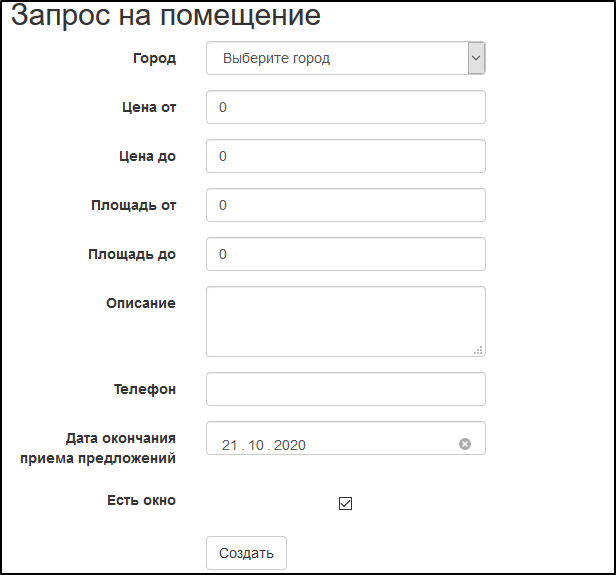 Запрос на помещение
Город Выберите город
Цена от 0
Цена до 0
Площадь от 0
Площадь до 0
Описание
Телефон
Дата окончания
приема предложений 21 . 10 . 2020
Есть окно
Создать